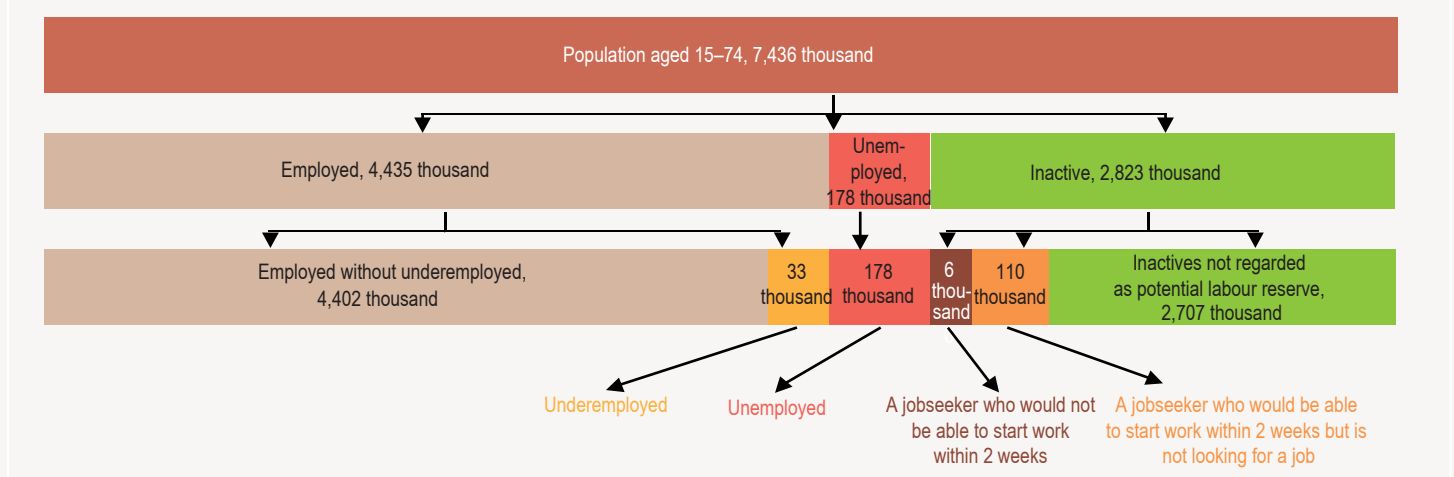 Population aged 15–74, 7,436 thousand
Employed, 4,435 thousand
Unem-
ployed,
178 thousand
Inactive, 2,823 thousand
Employed without underemployed,
4,402 thousand
33
thousand
178
thousand
6
thou-
sand
110
thousand
Inactives not regarded
as potential labour reserve,
2,707 thousand
Underemployed
Unemployed
A jobseeker who would not
be able to start work
within 2 weeks
A jobseeker who would be able
to start work within 2 weeks but is
not looking for a job